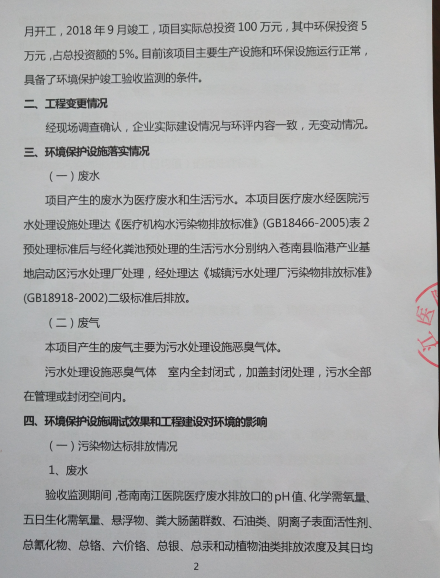 月开工，2018年9月竣工，项目实际总投资100万元，其中环保投资5
万元，占总投资额的5%。目前该项目主要生产设施和环保设施运行正常，
具备了环境保护竣工验收监测的条件。
二、工程变更情况
经现场调查确认，企业实际建设情况与环评内容一致，无变动情况。
三、环境保护设施落实情况
（一）废水
项目产生的废水为医疗废水和生活污水。本项目医疗废水经医院污
水处理设施处理达《医疗机构水污染物排放标准》(GB18466-2005)表2
预处理标准后与经化粪池预处理的生活污水分别纳入苍南县临港产业基
地启动区污水处理厂处理，经处理达《城镇污水处理厂污染物排放标准》
(GB18918-2002)二级标准后排放。
（二）废气
本项目产生的废气主要为污水处理设施恶臭气体。
污水处理设施恶臭气体 室内全封闭式，加盖封闭处理，污水全部
在管理或封闭空间内。
四、环境保护设施调试效果和工程建设对环境的影响
（一）污染物达标排放情况
1、废水
验收监测期间，苍南南江医院医疗废水排放口的pH值、化学需氧量、
五日生化需氧量、悬浮物、粪大肠菌群数、石油类、阴离子表面活性剂、
总氰化物、总铬、六价铬、总银、总汞和动植物油类排放浓度及其日均
2
江医